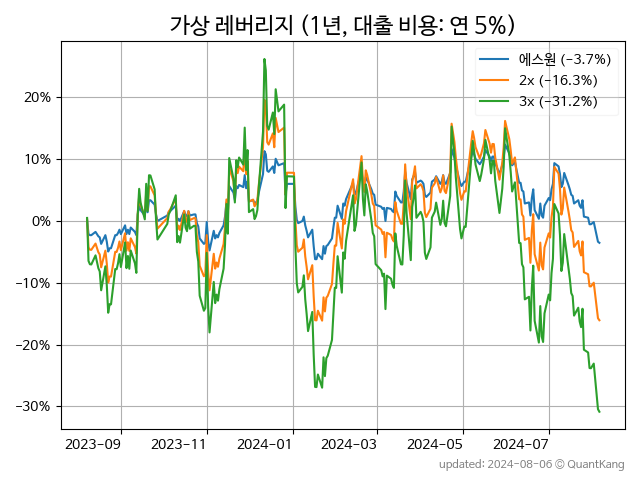 가상 레버리지 (1년, 대출 비용: 연 5%)
에스원 (−3.7%)
2x (−16.3%)
3x (−31.2%)
20%
10%
0%
−10%
−20%
−30%
2023-09
2023-11
2024-01
2024-03
2024-05
2024-07
updated: 2024-08-06 © QuantKang